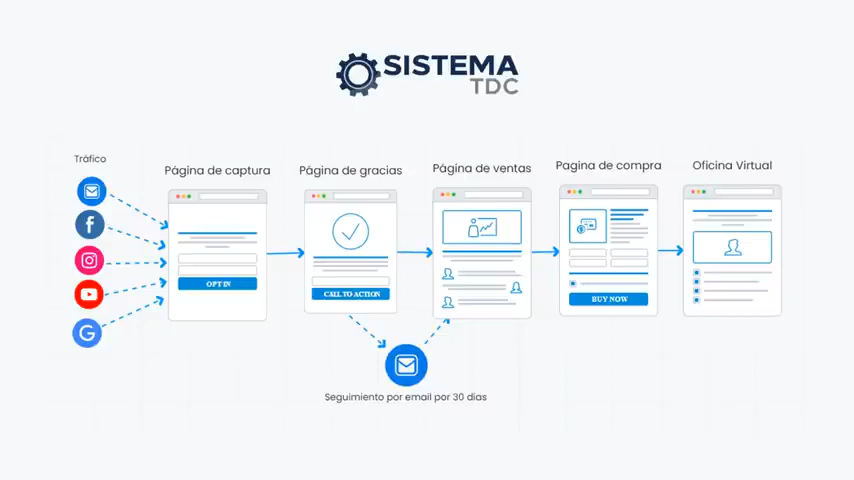 SISTEMA
TDC
Tráfico
Página de captura
Página de gracias
Página de ventas
Pagina de compra
Oficina Virtual
f
G
OPT IN
CALL TO ACTION
BUY NOW
Seguimiento por email por 30 dias